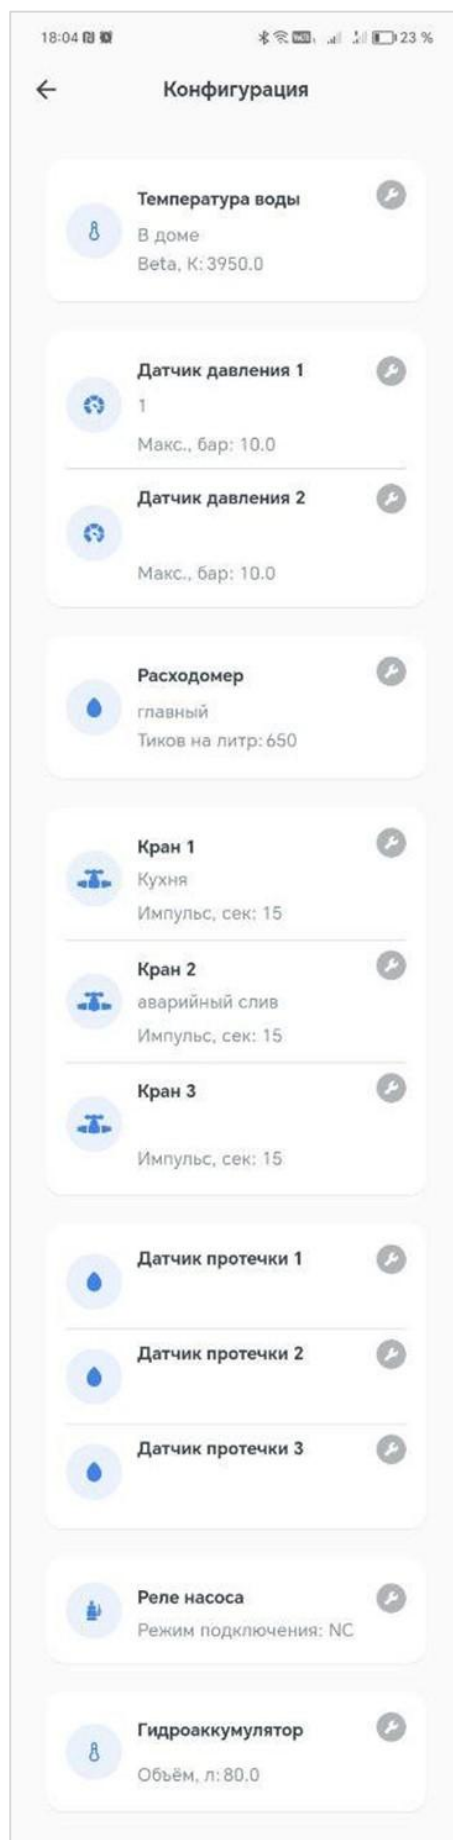 18:04 23 %
Конфигурация
Температура воды
В доме
Beta, К: 3950.0
Датчик давления 1
1
Макс., бар: 10.0
Датчик давления 2
Макс., бар: 10.0
Расходомер
главный
Тиков на литр: 650
Кран 1
Кухня
Импульс, сек: 15
Кран 2
аварийный слив
Импульс, сек: 15
Кран 3
Импульс, сек: 15
Датчик протечки 1
Датчик протечки 2
Датчик протечки 3
Реле насоса
Режим подключения: NC
Гидроаккумулятор
Объём, л: 80.0